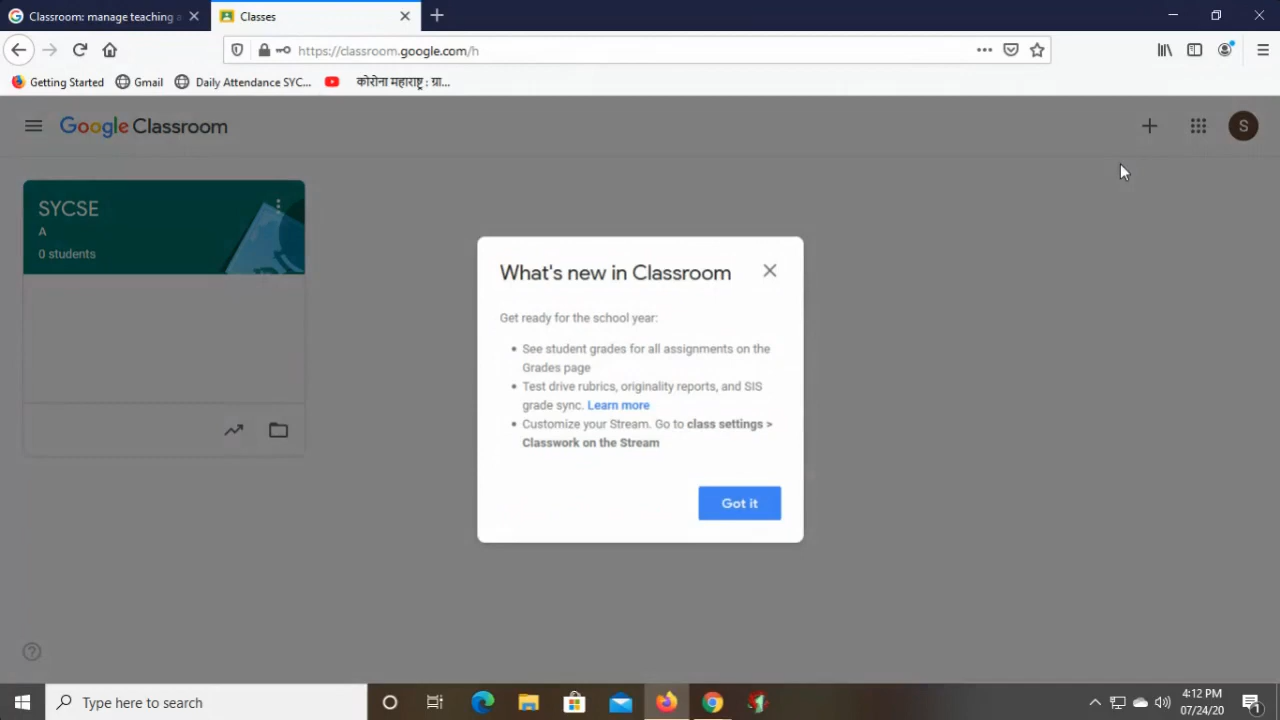 Classroom: manage teaching a
Classes
https://classroom.google.com/h
Getting Started
Gmail
Daily Attendance SYC...
कोरोना महाराष्ट्र : ग्रा...
Google Classroom
S
SYCSE
A
0 students
What's new in Classroom
Get ready for the school year:
• See student grades for all assignments on the
Grades page
• Test drive rubrics, originality reports, and SIS
grade sync. Learn more
• Customize your Stream. Go to class settings >
Classwork on the Stream
Got it
Type here to search
4:12 PM
07/24/20
1